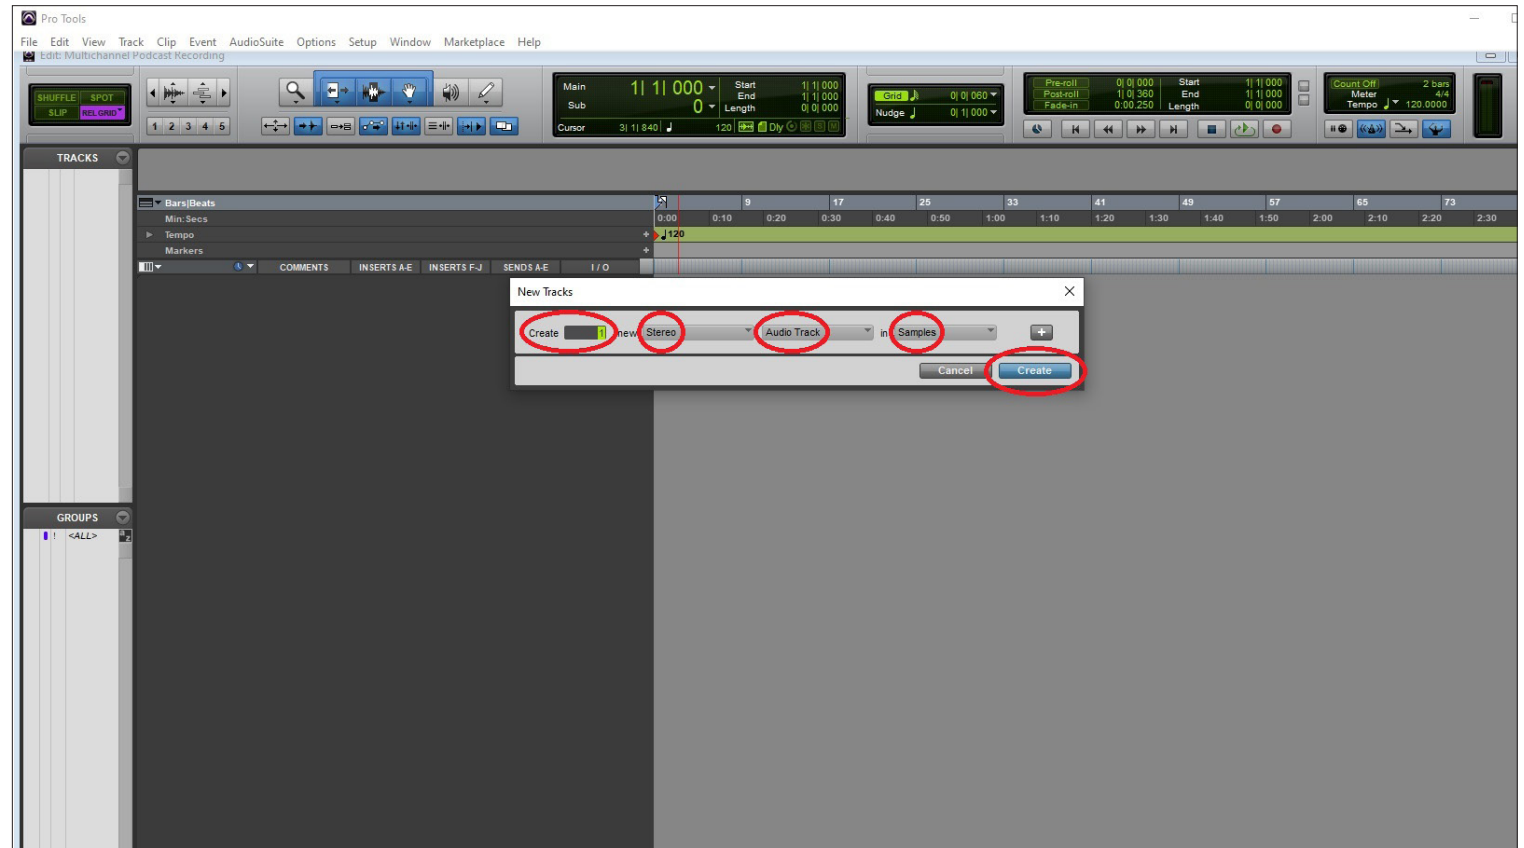 Pro Tools
File Edit View Track Clip Event AudioSuite Options Setup Window Marketplace Help
Edit: Multichannel Podcast Recording
SHUFFLE SPOT
SLIP REL GRID
1 2 3 4 5
Main 1| 1| 000
Sub 0
Start 1| 1| 000
End 1| 1| 000
Length 0| 0| 000
Cursor 3| 1| 840 120 Dly
Grid 0| 0| 060
Nudge 0| 1| 000
Pre-roll 0| 0| 000 Start 1| 1| 000
Post-roll 1| 0| 360 End 1| 1| 000
Fade-in 0:00.250 Length 0| 0| 000
Count Off 2 bars
Meter 4/4
Tempo 120.0000
TRACKS
Bars|Beats 9 17 25 33 41 49 57 65 73
Min:Secs 0:00 0:10 0:20 0:30 0:40 0:50 1:00 1:10 1:20 1:30 1:40 1:50 2:00 2:10 2:20 2:30
Tempo + 120
Markers +
COMMENTS INSERTS A-E INSERTS F-J SENDS A-E I / O
New Tracks
Create 1 new Stereo Audio Track in Samples +
Cancel Create
GROUPS
! <ALL> a z